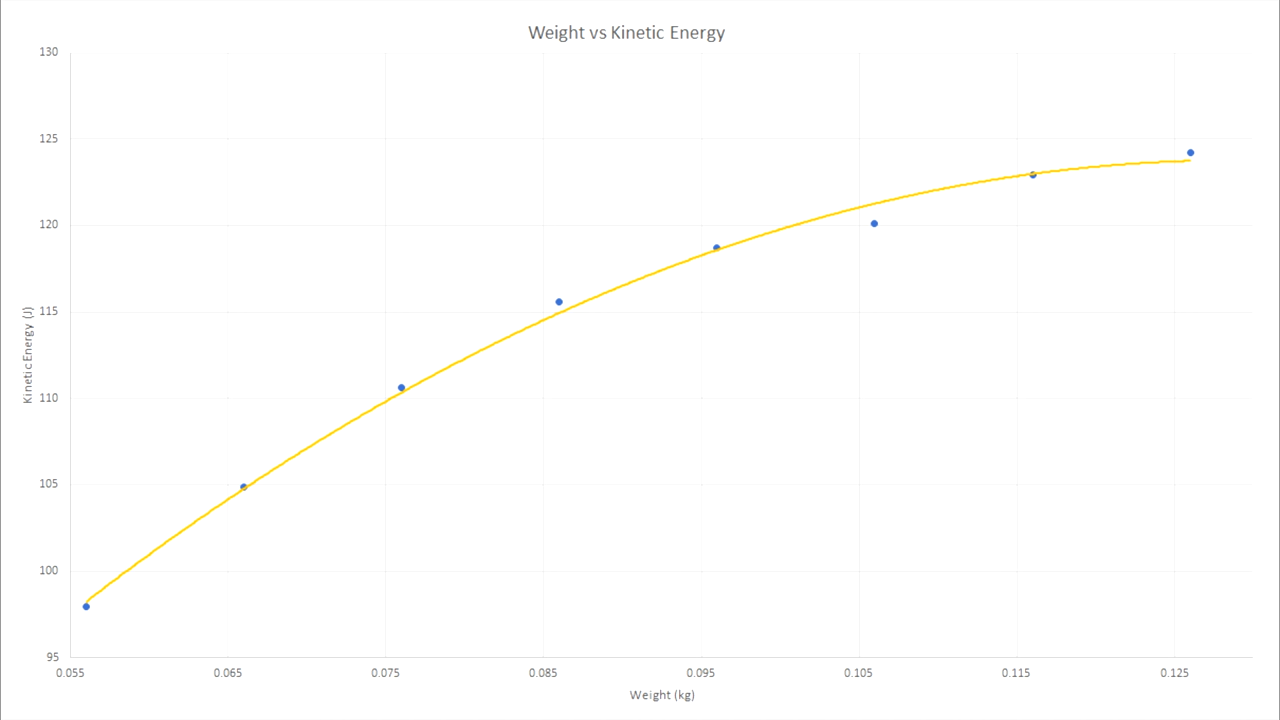 Weight vs Kinetic Energy
130
125
120
115
110
105
100
95
Kinetic Energy (J)
0.055 0.065 0.075 0.085 0.095 0.105 0.115 0.125
Weight (kg)